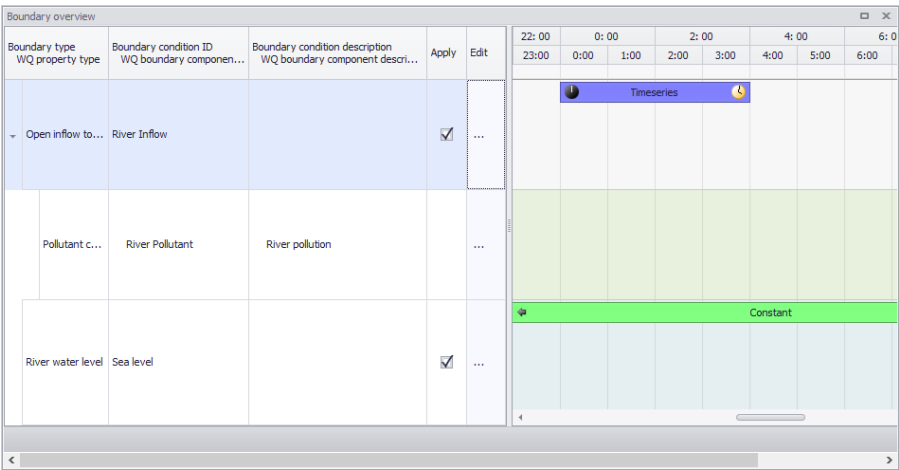 Boundary overview
Boundary type
WQ property type
Boundary condition ID
WQ boundary componen...
Boundary condition description
WQ boundary component descri...
Apply
Edit
22: 00 0: 00 2: 00 4: 00 6: 0
23:00 0:00 1:00 2:00 3:00 4:00 5:00 6:00
Open inflow to... River Inflow ...
Timeseries
Pollutant c... River Pollutant River pollution ...
Constant
River water level Sea level ...